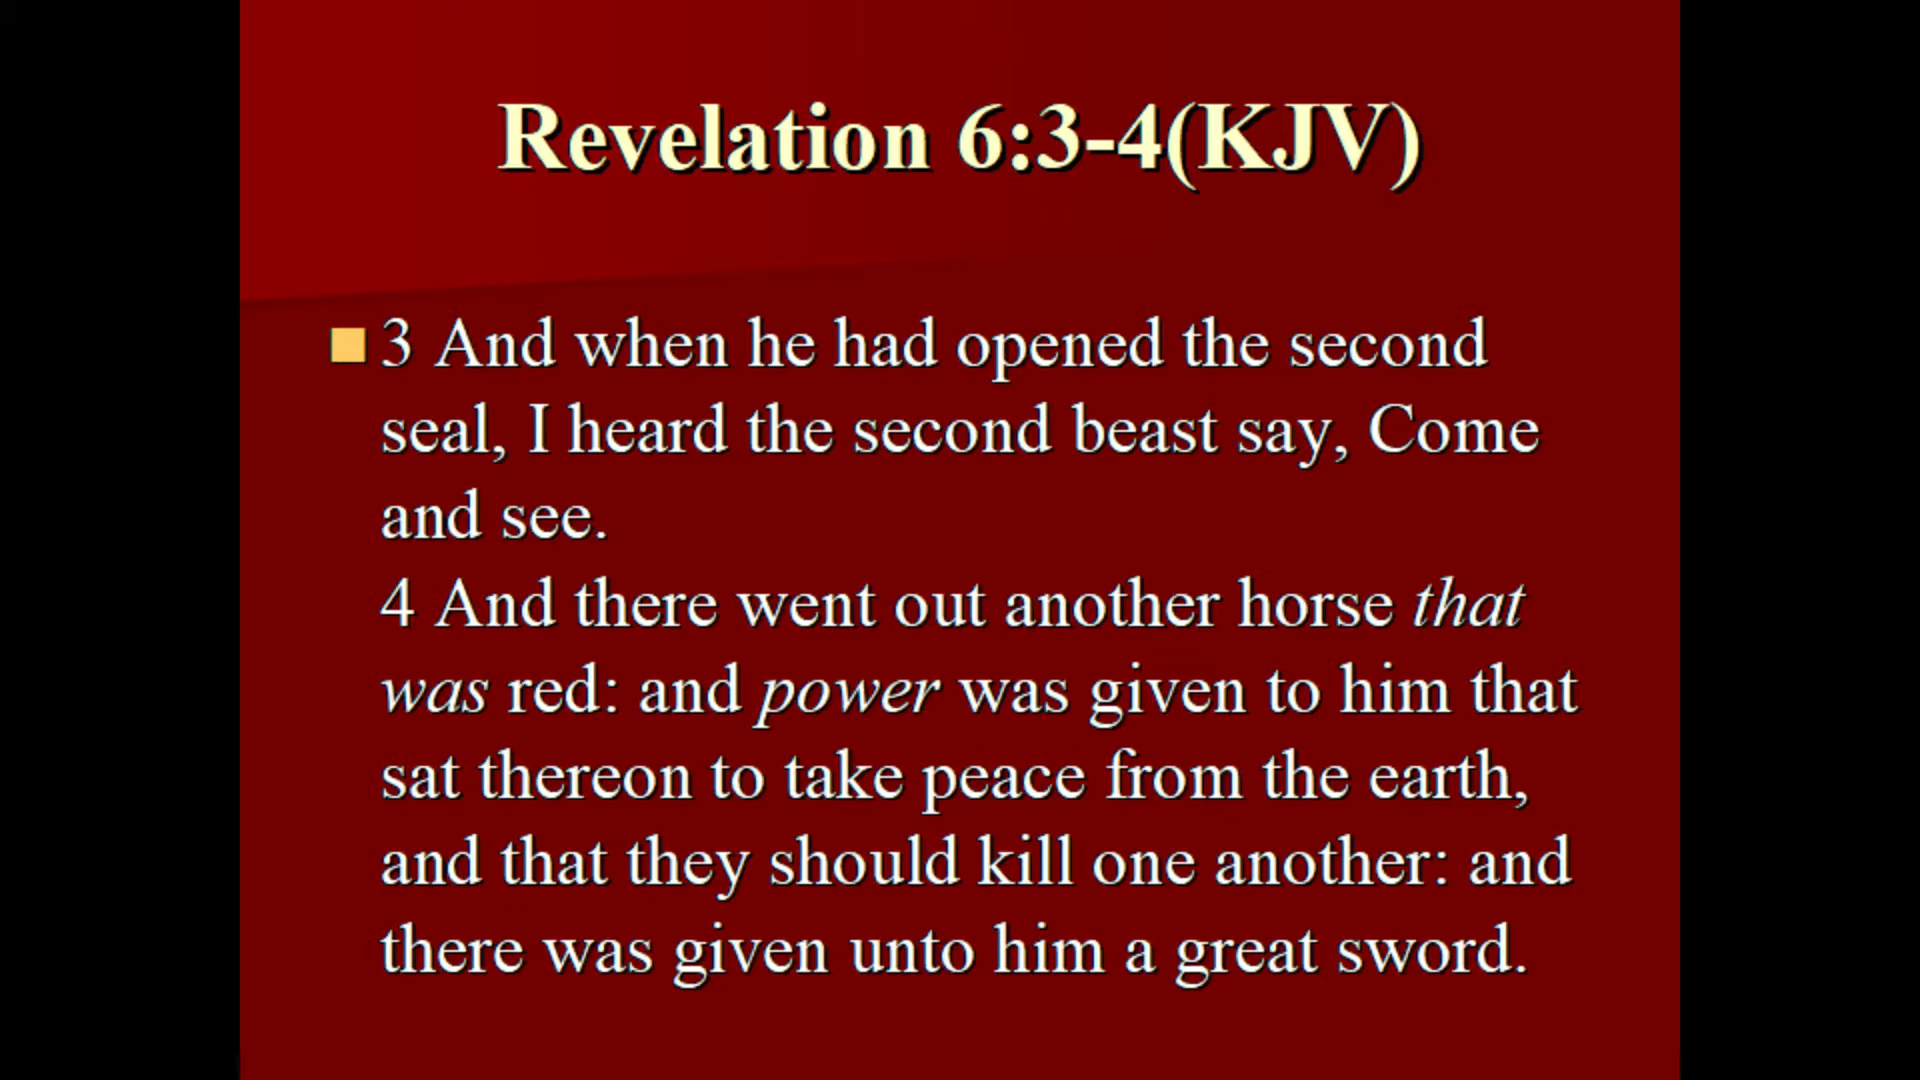 Revelation 6:3-4(KJV)
3 And when he had opened the second
seal, I heard the second beast say, Come
and see.
4 And there went out another horse that
was red: and power was given to him that
sat thereon to take peace from the earth,
and that they should kill one another: and
there was given unto him a great sword.